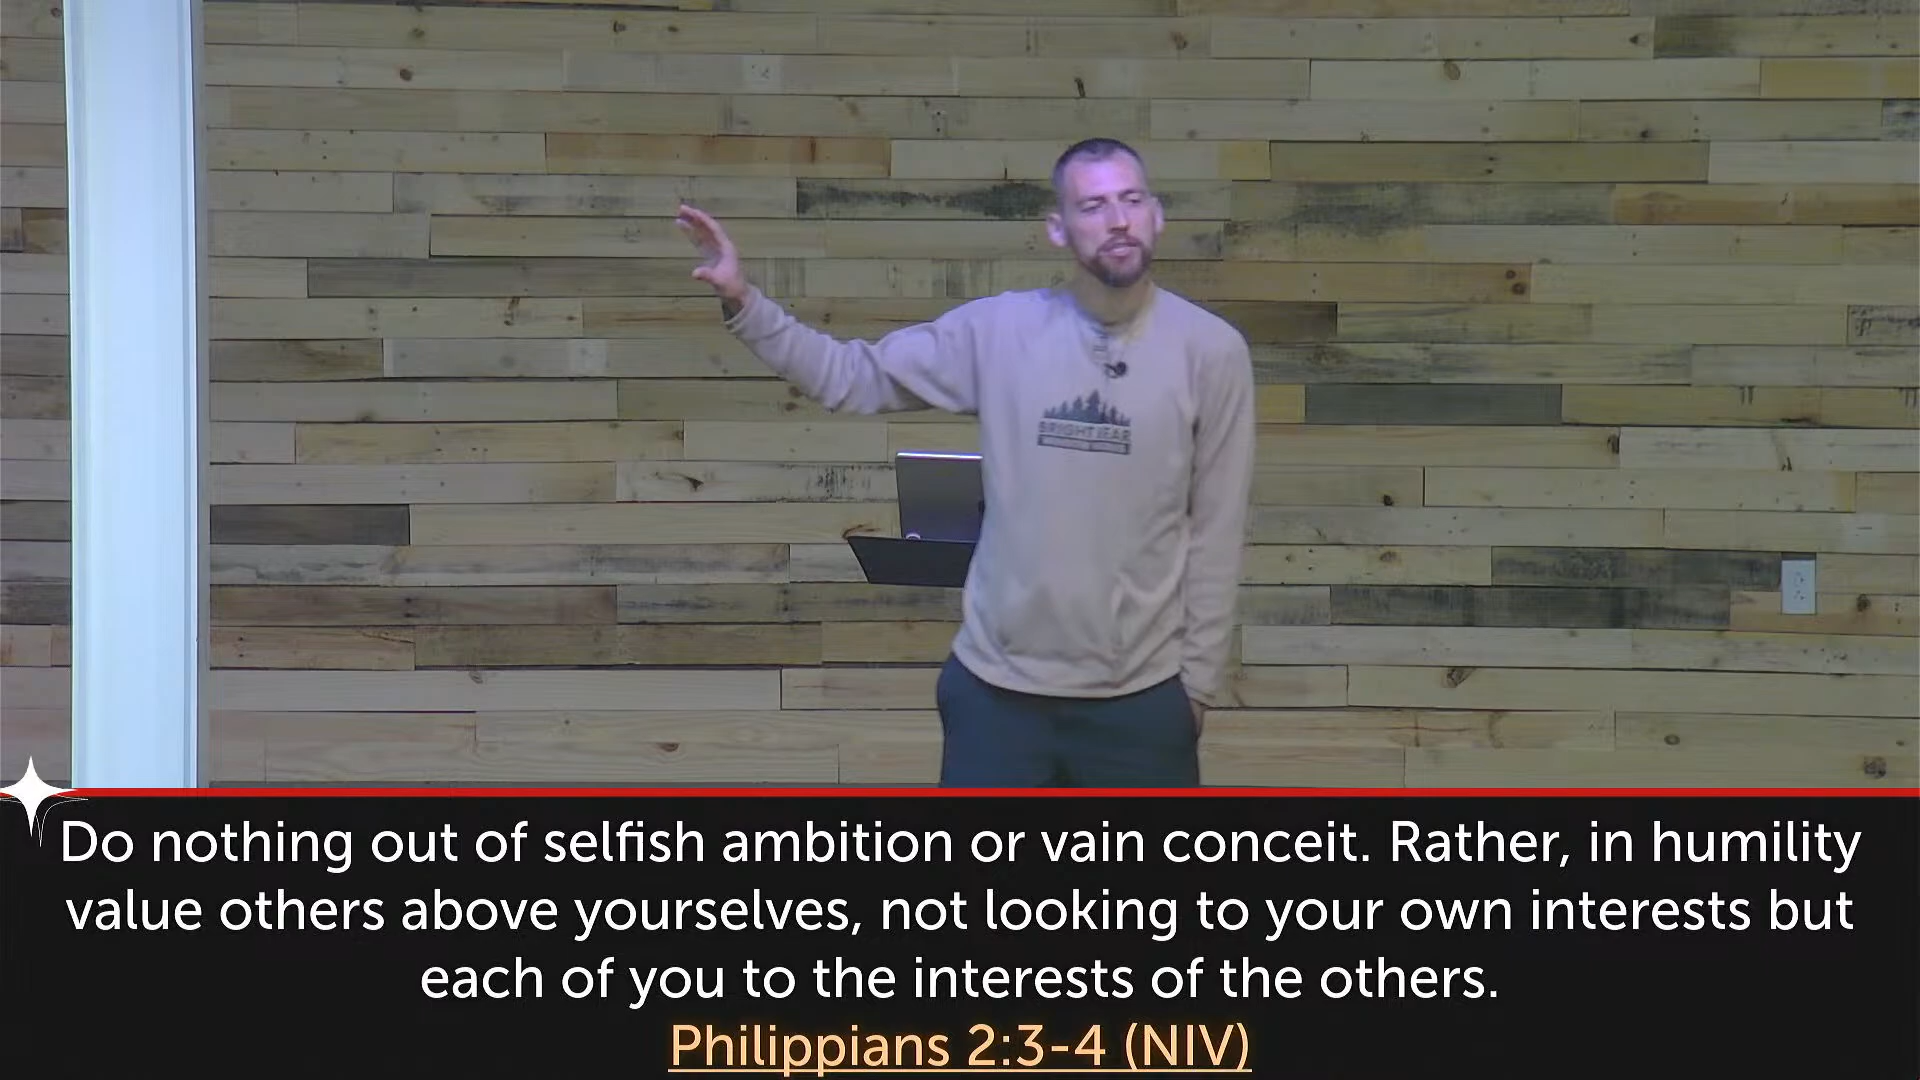 BRIGHT
Do nothing out of selfish ambition or vain conceit. Rather, in humility
value others above yourselves, not looking to your own interests but
each of you to the interests of the others.
Philippians 2:3-4 (NIV)